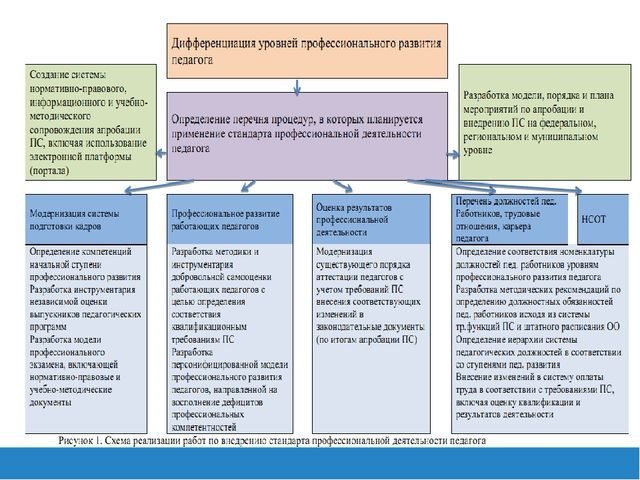 Дифференциация уровней профессионального развития
педагога
Создание системы
нормативно-правового,
информационного и учебно-
методического
сопровождения апробации
ПС, включая использование
электронной платформы
(портала)
Определение перечня процедур, в которых планируется
применение стандарта профессиональной деятельности
педагога
Разработка модели, порядка и плана
мероприятий по апробации и
внедрению ПС на федеральном,
региональном и муниципальном
уровне
Модернизация системы
подготовки кадров
Определение компетенций
начальной ступени
профессионального развития
Разработка инструментария
независимой оценки
выпускников педагогических
программ
Разработка модели
профессионального
экзамена, включающей
нормативно-правовые и
учебно-методические
документы
Профессиональное развитие
работающих педагогов
Разработка методики и
инструментария
добровольной самооценки
работающих педагогов с
целью определения
соответствия
квалификационным
требованиям ПС
Разработка
персонифицированной модели
профессионального развития
педагогов, направленной на
восполнение дефицитов
профессиональных
компетентностей
Оценка результатов
профессиональной
деятельности
Модернизация
существующего порядка
аттестации педагогов с
учетом требований ПС
внесения соответствующих
изменений в
законодательные документы
(по итогам апробации ПС)
Перечень должностей пед.
Работников, трудовые
отношения, карьера
педагога
НСОТ
Определение соответствия номенклатуры
должностей пед. работников уровням
профессионального развития педагога
Разработка методических рекомендаций по
определению должностных обязанностей
пед. работников исходя из системы
тр.функций ПС и штатного расписания ОО
Определение иерархии системы
педагогических должностей в соответствии
со ступенями пед. развития
Внесение изменений в систему оплаты
труда в соответствии с требованиями ПС,
включая оценку квалификации и
результатов деятельности
Рисунок 1. Схема реализации работ по внедрению стандарта профессиональной деятельности педагога